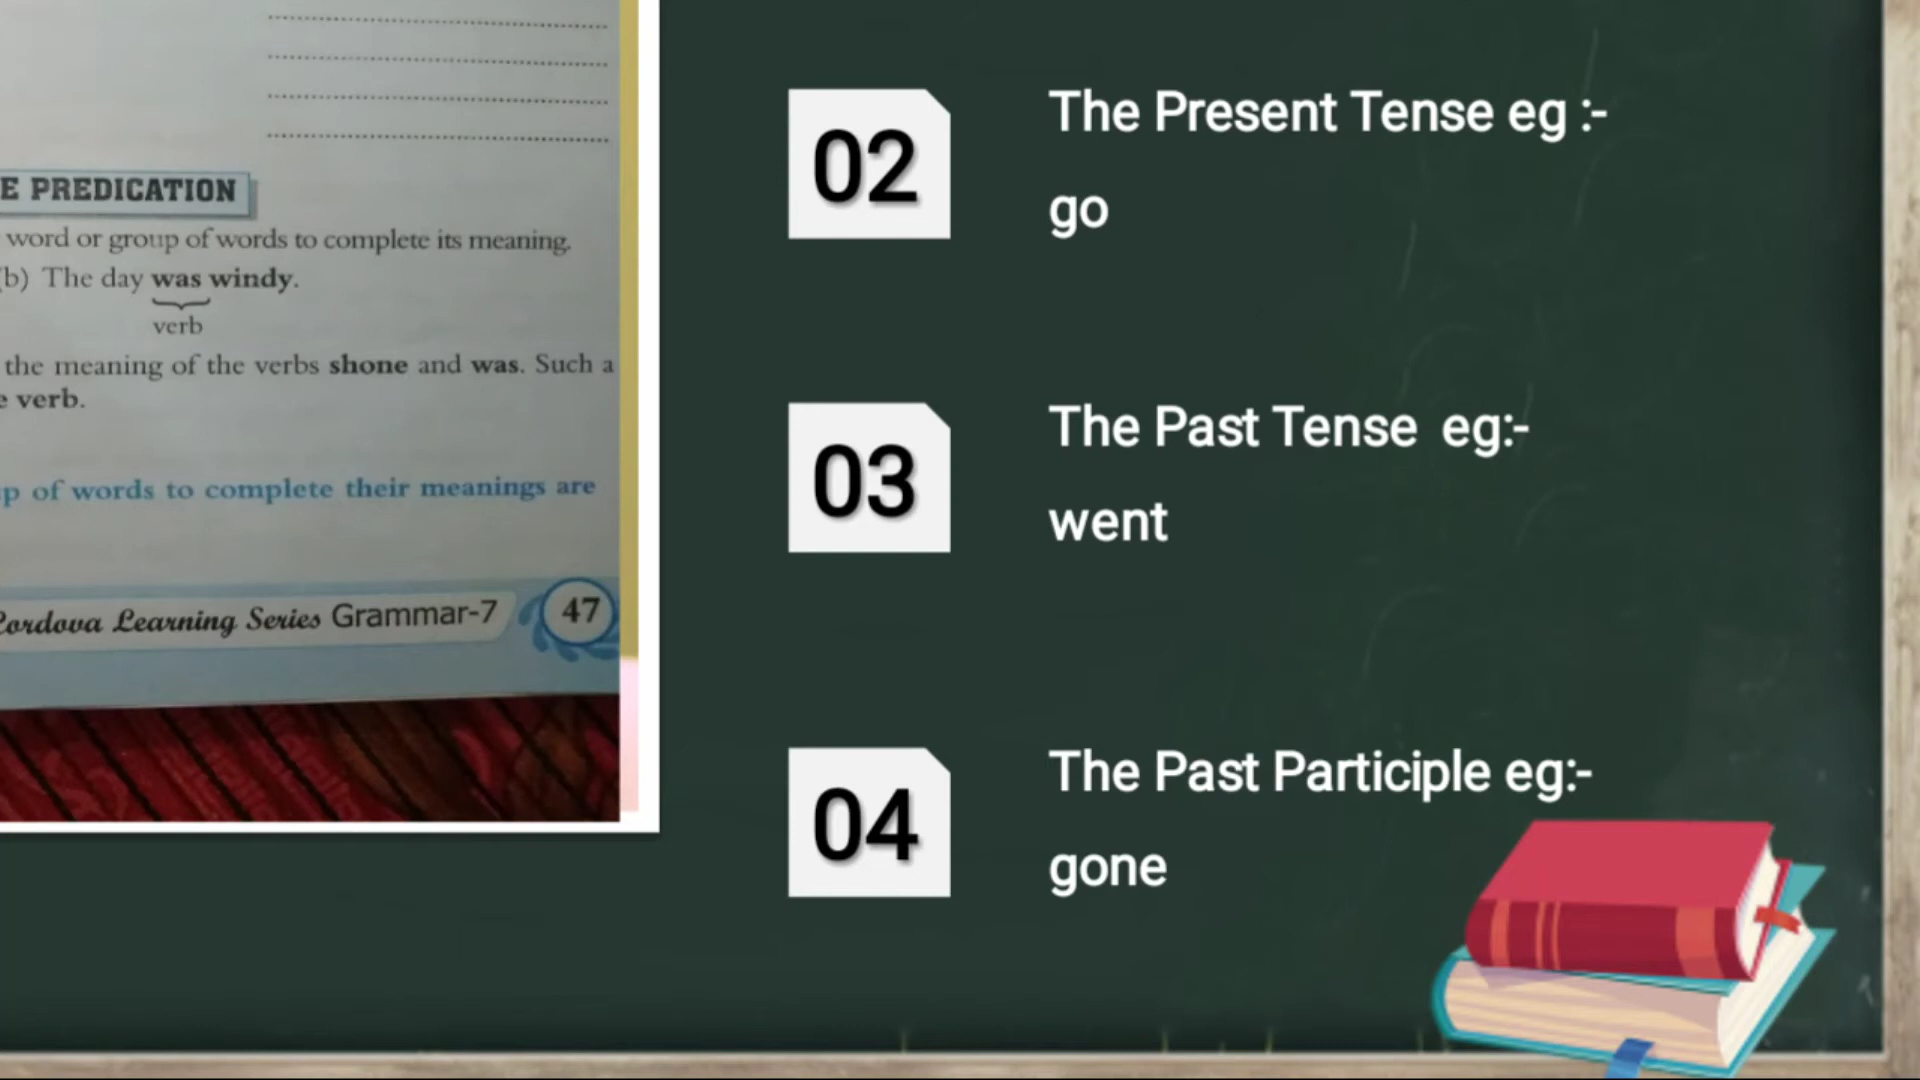 E PREDICATION
word or group of words to complete its meaning.
(b) The day was windy.
verb
the meaning of the verbs shone and was. Such a
e verb.
p of words to complete their meanings are
Cordova Learning Series Grammar-7
47
02
The Present Tense eg :-
go
03
The Past Tense eg:-
went
04
The Past Participle eg:-
gone